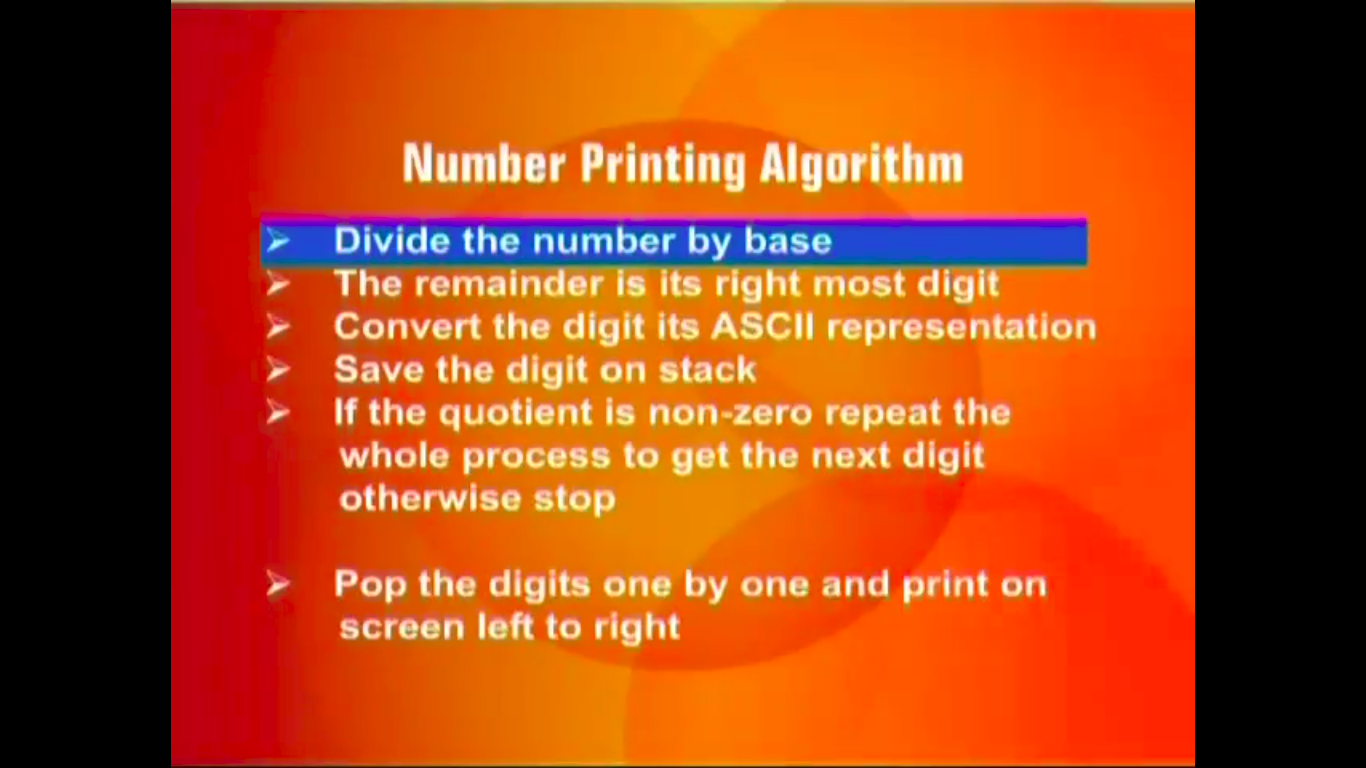 Number Printing Algorithm
➢ Divide the number by base
➢ The remainder is its right most digit
➢ Convert the digit its ASCII representation
➢ Save the digit on stack
➢ If the quotient is non-zero repeat the
whole process to get the next digit
otherwise stop
➢ Pop the digits one by one and print on
screen left to right